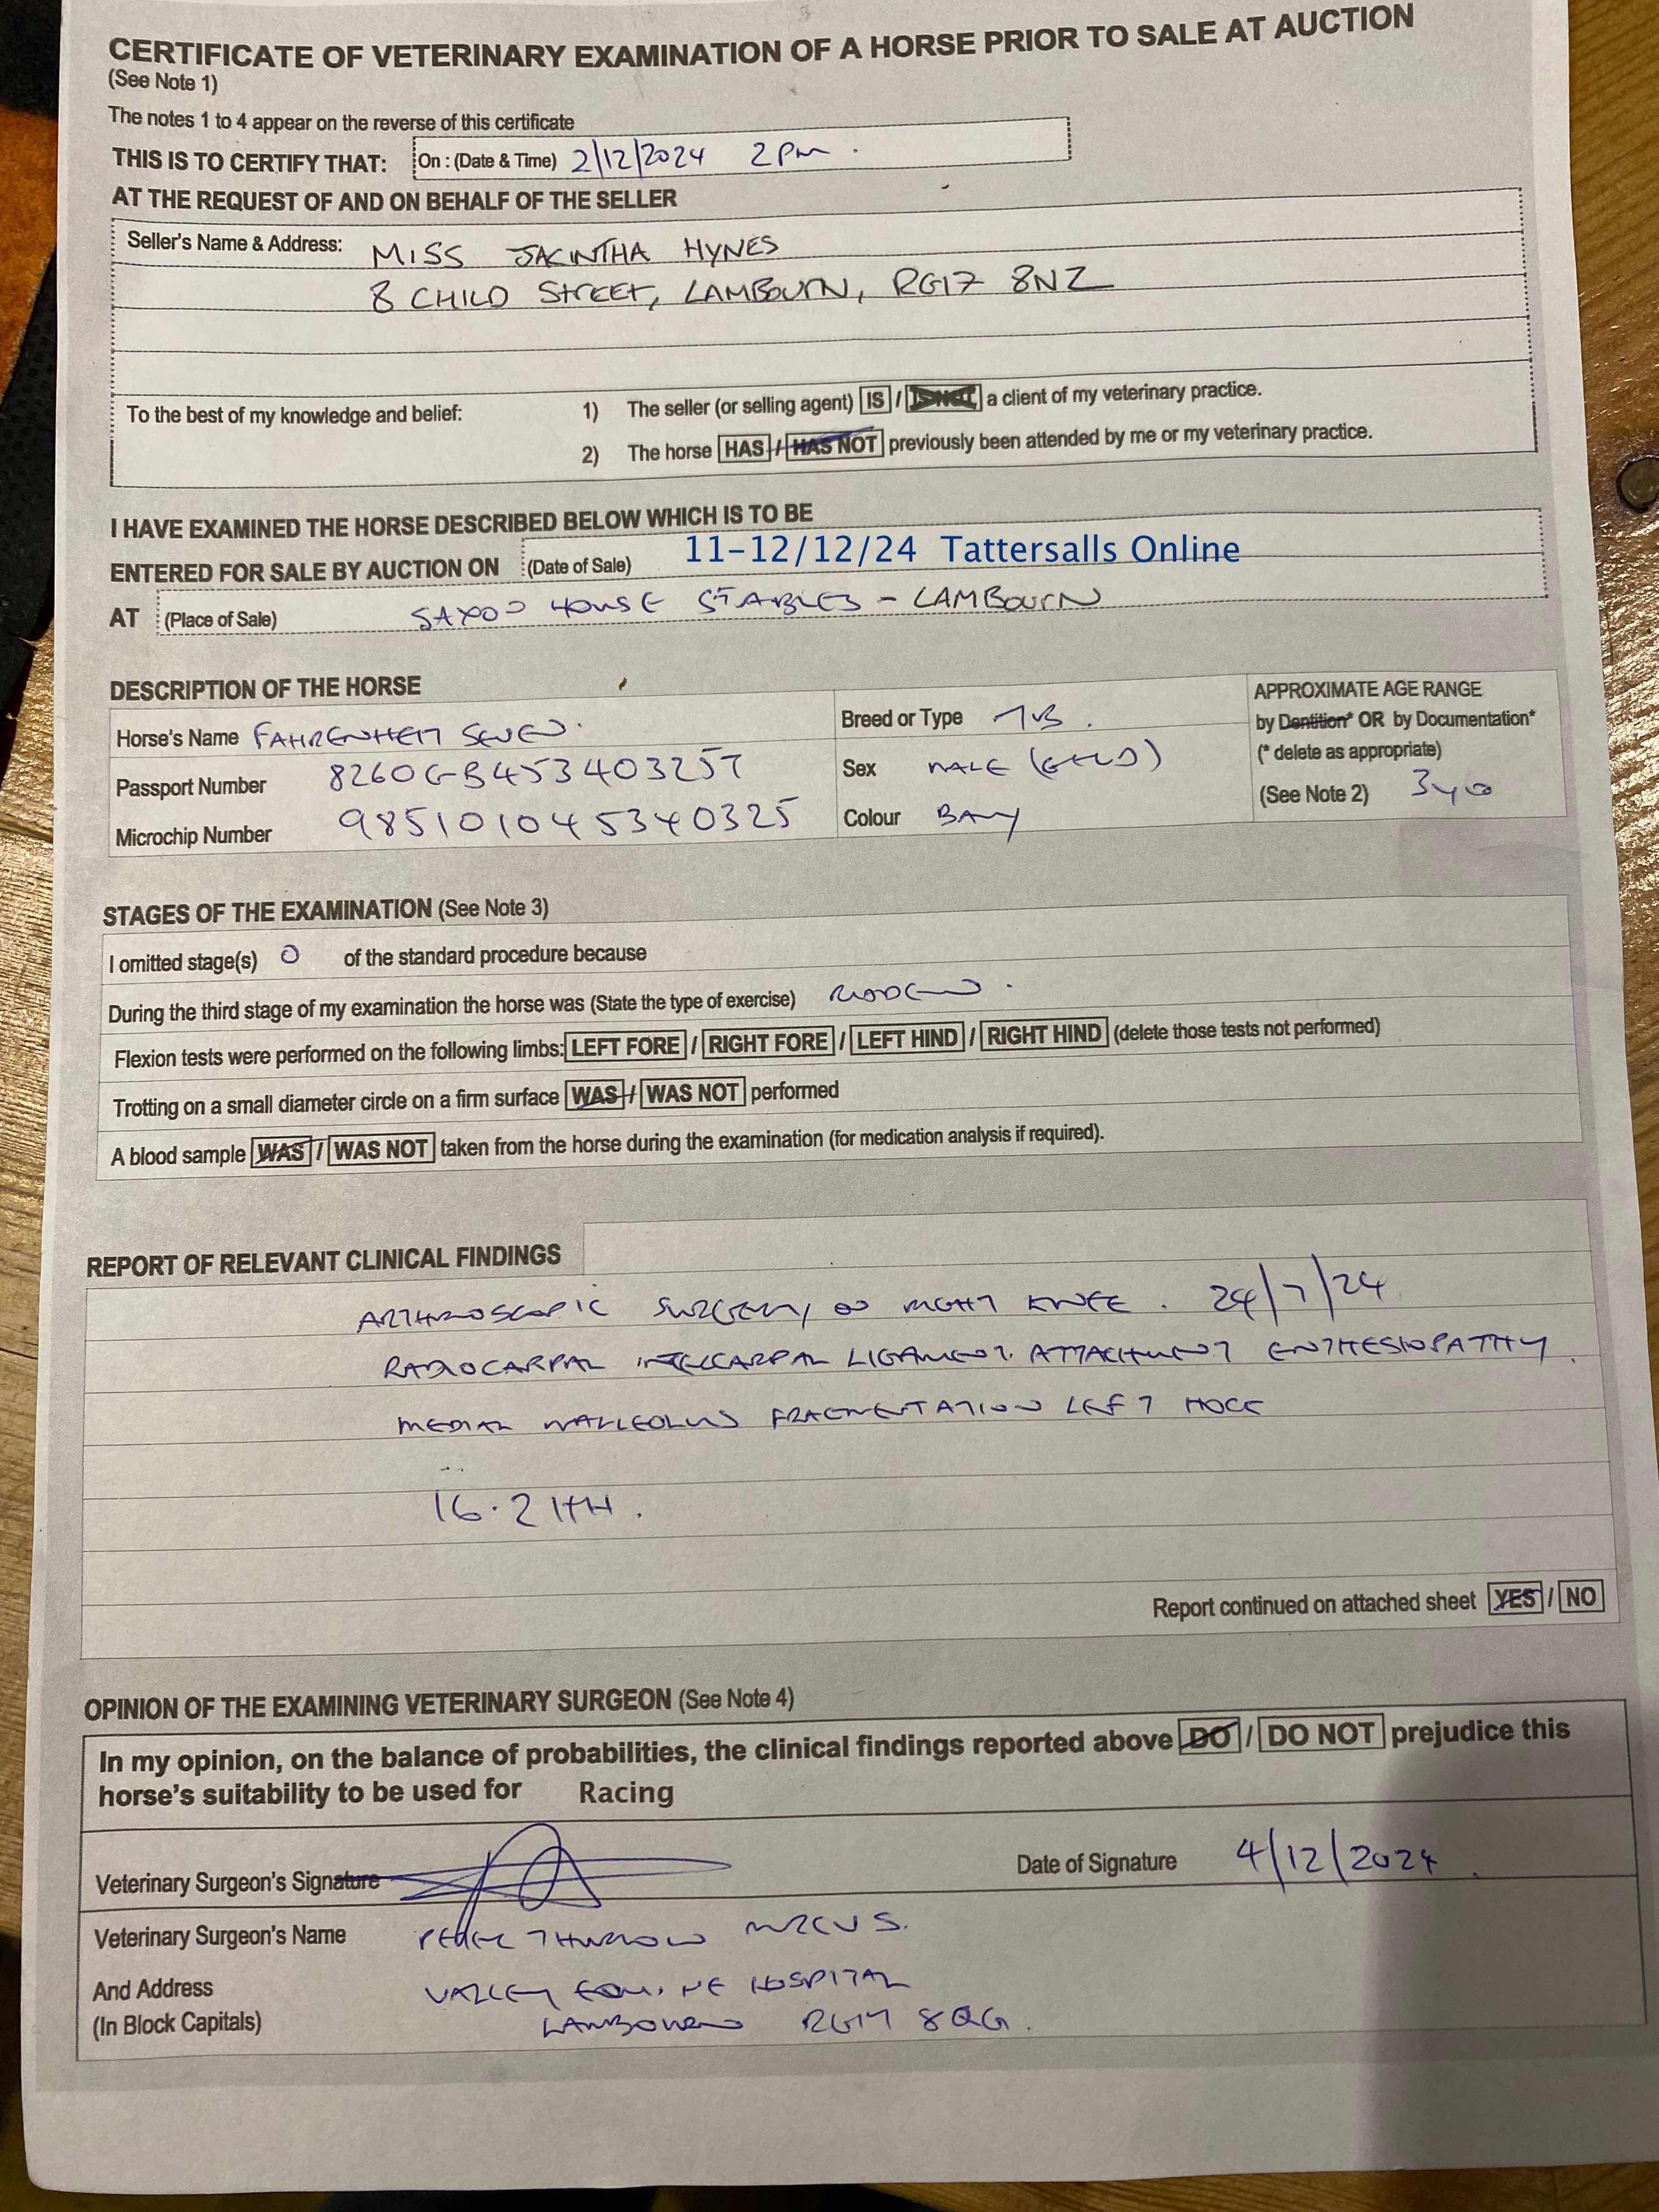 CERTIFICATE OF VETERINARY EXAMINATION OF A HORSE PRIOR TO SALE AT AUCTION
(See Note 1)
The notes 1 to 4 appear on the reverse of this certificate
THIS IS TO CERTIFY THAT: On : (Date & Time) 2/12/2024 2pm .
AT THE REQUEST OF AND ON BEHALF OF THE SELLER
Seller's Name & Address: MISS JACINTHA HYNES
8 CHILD STREET, LAMBOURN, RG17 8NZ
To the best of my knowledge and belief: 1) The seller (or selling agent) IS / IS NOT a client of my veterinary practice.
2) The horse HAS / HAS NOT previously been attended by me or my veterinary practice.
I HAVE EXAMINED THE HORSE DESCRIBED BELOW WHICH IS TO BE
ENTERED FOR SALE BY AUCTION ON (Date of Sale) 11-12/12/24 Tattersalls Online
AT (Place of Sale) HOUSE STABLES - LAMBOURN
DESCRIPTION OF THE HORSE
APPROXIMATE AGE RANGE
by Dentition* OR by Documentation*
(* delete as appropriate)
(See Note 2) 3yo
Horse's Name FAHRENHEIT SEVEN.
Breed or Type TB.
Passport Number
Sex MALE (GELD)
Microchip Number 985101045340325
Colour BAY
STAGES OF THE EXAMINATION (See Note 3)
I omitted stage(s) 0 of the standard procedure because
During the third stage of my examination the horse was (State the type of exercise) RIDDEN .
Flexion tests were performed on the following limbs: LEFT FORE / RIGHT FORE / LEFT HIND / RIGHT HIND (delete those tests not performed)
Trotting on a small diameter circle on a firm surface WAS / WAS NOT performed
A blood sample WAS / WAS NOT taken from the horse during the examination (for medication analysis if required).
REPORT OF RELEVANT CLINICAL FINDINGS
ARTHROSCOPIC SURGERY ON RIGHT KNEE . 24/7/24
RADIOCARPAL INTERCARPAL LIGAMENT ATTACHMENT ENTHESIOPATHY.
MEDIAL MALLEOLUS FRAGMENTATION LEFT HOCK
16.2 HH .
Report continued on attached sheet YES / NO
OPINION OF THE EXAMINING VETERINARY SURGEON (See Note 4)
In my opinion, on the balance of probabilities, the clinical findings reported above DO / DO NOT prejudice this
horse's suitability to be used for Racing
Veterinary Surgeon's Signature
Date of Signature 4/12/2024
Veterinary Surgeon's Name PETER THURLOW MRCVS.
And Address VALLEY EQUINE HOSPITAL
(In Block Capitals) LAMBOURN RG17 8QG.